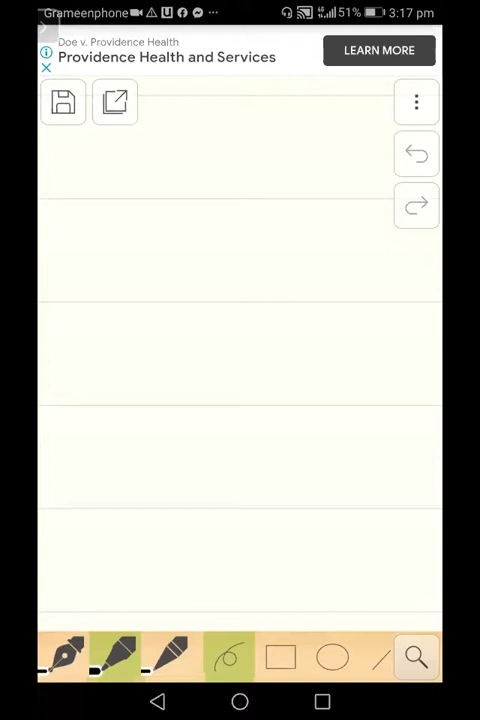 Grameenphone ... 51% 3:17 pm
Doe v. Providence Health
Providence Health and Services
LEARN MORE